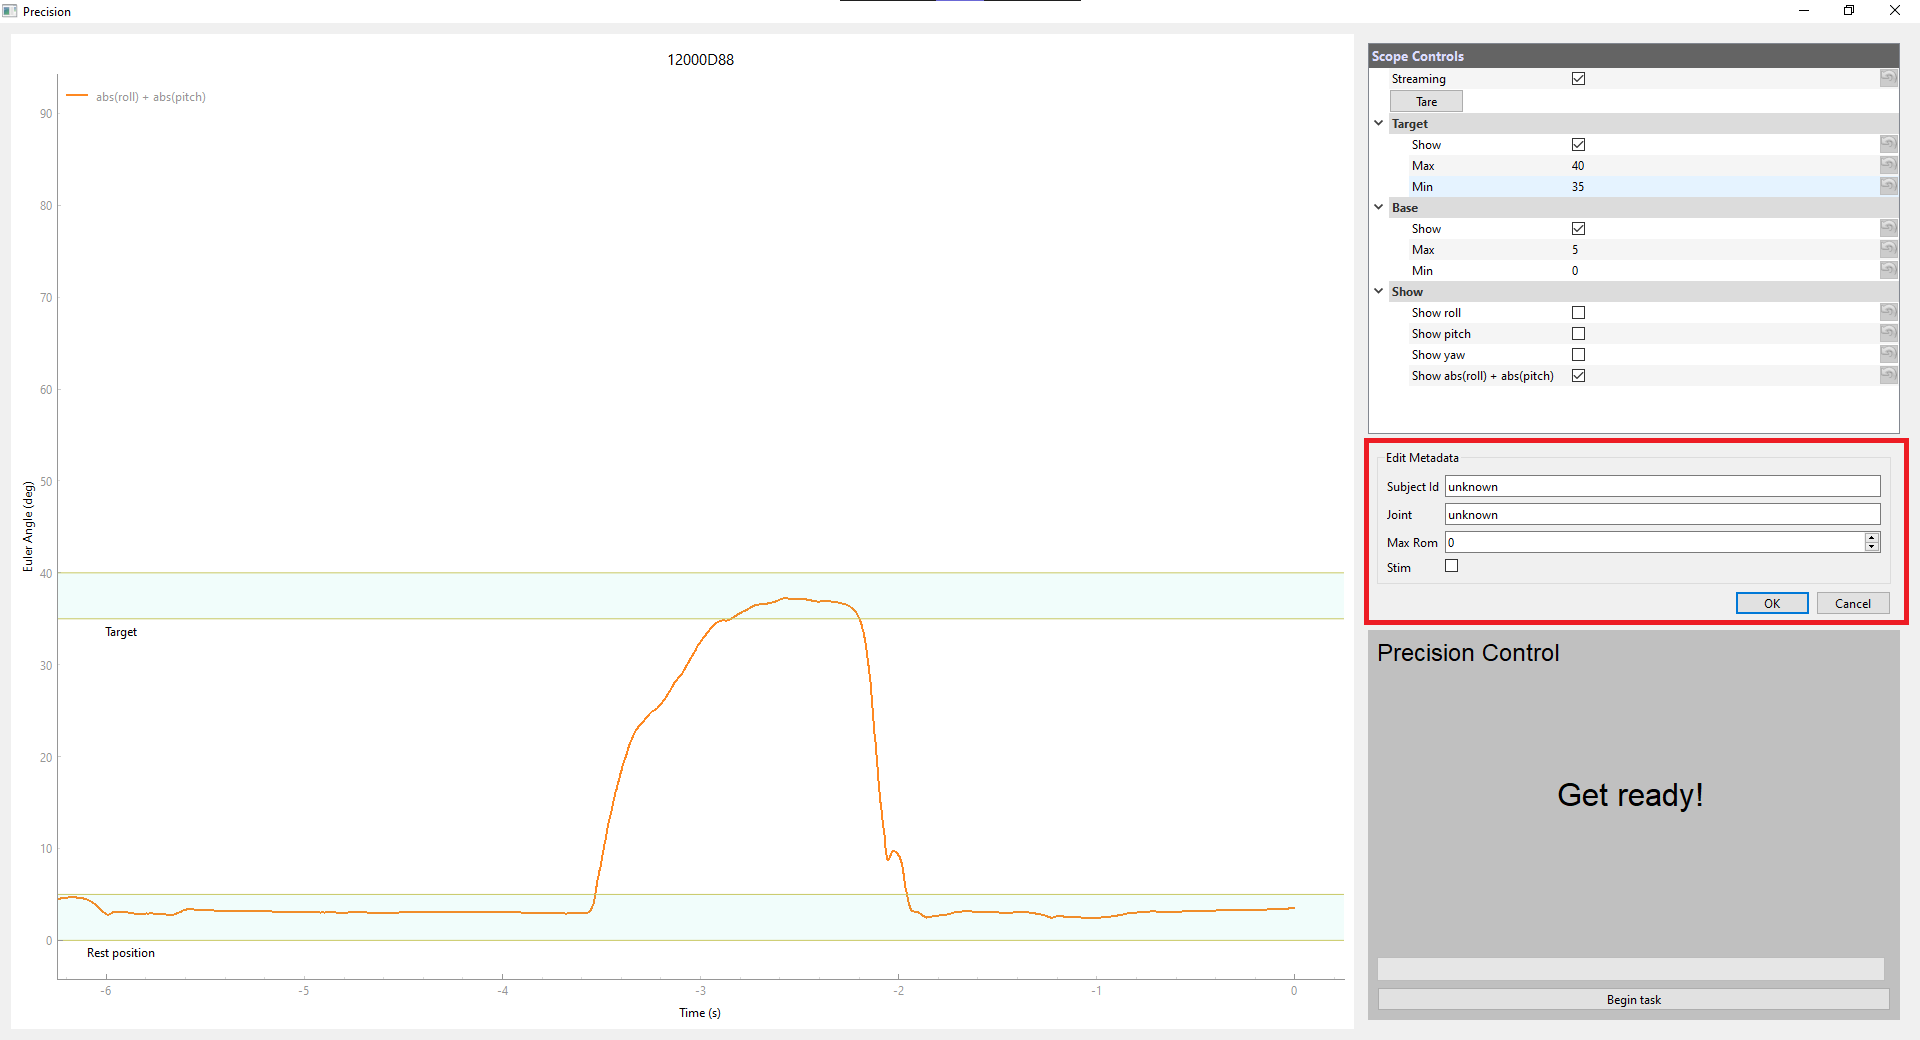 Precision
12000D88
abs(roll) + abs(pitch)
90
80
70
60
50
40
30
20
10
0
Euler Angle (deg)
Target
Rest position
-6 -5 -4 -3 -2 -1 0
Time (s)
Scope Controls
Streaming
Tare
Target
Show
Max 40
Min 35
Base
Show
Max 5
Min 0
Show
Show roll
Show pitch
Show yaw
Show abs(roll) + abs(pitch)
Edit Metadata
Subject Id unknown
Joint unknown
Max Rom 0
Stim
OK Cancel
Precision Control
Get ready!
Begin task